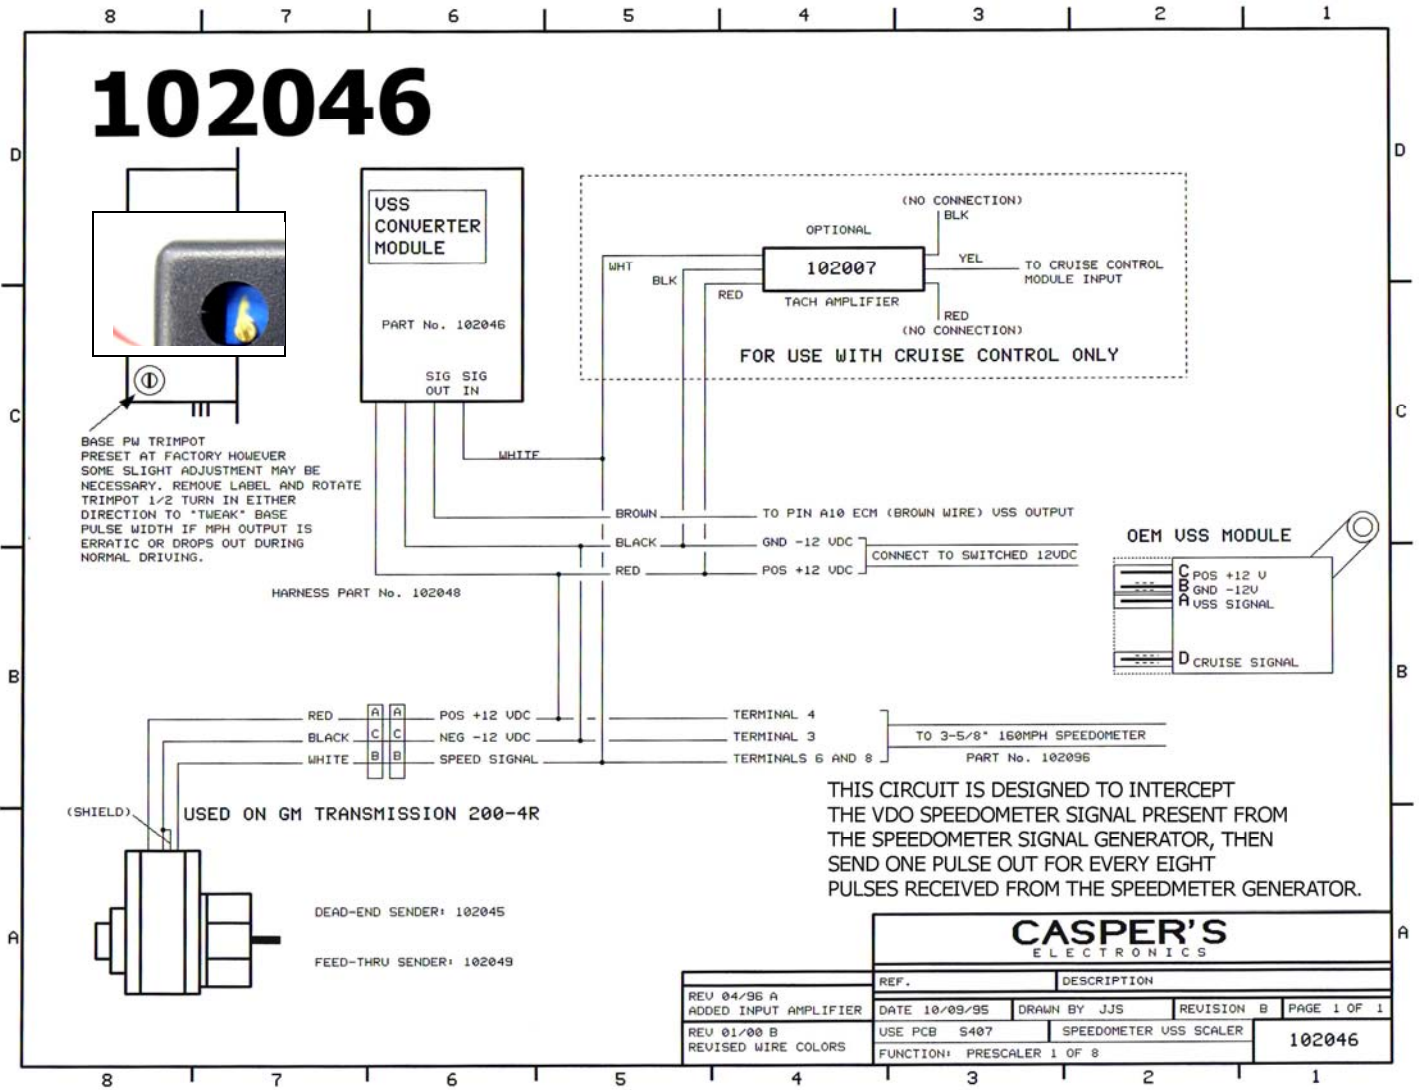 8 7 6 5 4 3 2 1
102046
D
D
VSS
CONVERTER
MODULE
PART No. 102046
SIG SIG
OUT IN
(NO CONNECTION)
BLK
OPTIONAL
WHT
BLK
RED
102007
YEL
TO CRUISE CONTROL
MODULE INPUT
TACH AMPLIFIER
RED
(NO CONNECTION)
FOR USE WITH CRUISE CONTROL ONLY
C
C
BASE PW TRIMPOT
PRESET AT FACTORY HOWEVER
SOME SLIGHT ADJUSTMENT MAY BE
NECESSARY. REMOVE LABEL AND ROTATE
TRIMPOT 1/2 TURN IN EITHER
DIRECTION TO "TWEAK" BASE
PULSE WIDTH IF MPH OUTPUT IS
ERRATIC OR DROPS OUT DURING
NORMAL DRIVING.
WHITE
BROWN TO PIN A10 ECM (BROWN WIRE) VSS OUTPUT
BLACK GND -12 VDC
CONNECT TO SWITCHED 12VDC
RED POS +12 VDC
HARNESS PART No. 102048
OEM VSS MODULE
C POS +12 V
B GND -12V
A VSS SIGNAL
D CRUISE SIGNAL
B
B
RED A A POS +12 VDC TERMINAL 4
BLACK C C NEG -12 VDC TERMINAL 3
WHITE B B SPEED SIGNAL TERMINALS 6 AND 8
TO 3-5/8" 160MPH SPEEDOMETER
PART No. 102096
(SHIELD)
USED ON GM TRANSMISSION 200-4R
THIS CIRCUIT IS DESIGNED TO INTERCEPT
THE VDO SPEEDOMETER SIGNAL PRESENT FROM
THE SPEEDOMETER SIGNAL GENERATOR, THEN
SEND ONE PULSE OUT FOR EVERY EIGHT
PULSES RECEIVED FROM THE SPEEDMETER GENERATOR.
DEAD-END SENDER: 102045
FEED-THRU SENDER: 102049
A
A
CASPER'S
ELECTRONICS
REF. DESCRIPTION
REV 04/96 A
ADDED INPUT AMPLIFIER
DATE 10/09/95 DRAWN BY JJS REVISION B PAGE 1 OF 1
REV 01/00 B
REVISED WIRE COLORS
USE PCB S407 SPEEDOMETER VSS SCALER
FUNCTION: PRESCALER 1 OF 8
102046
8 7 6 5 4 3 2 1